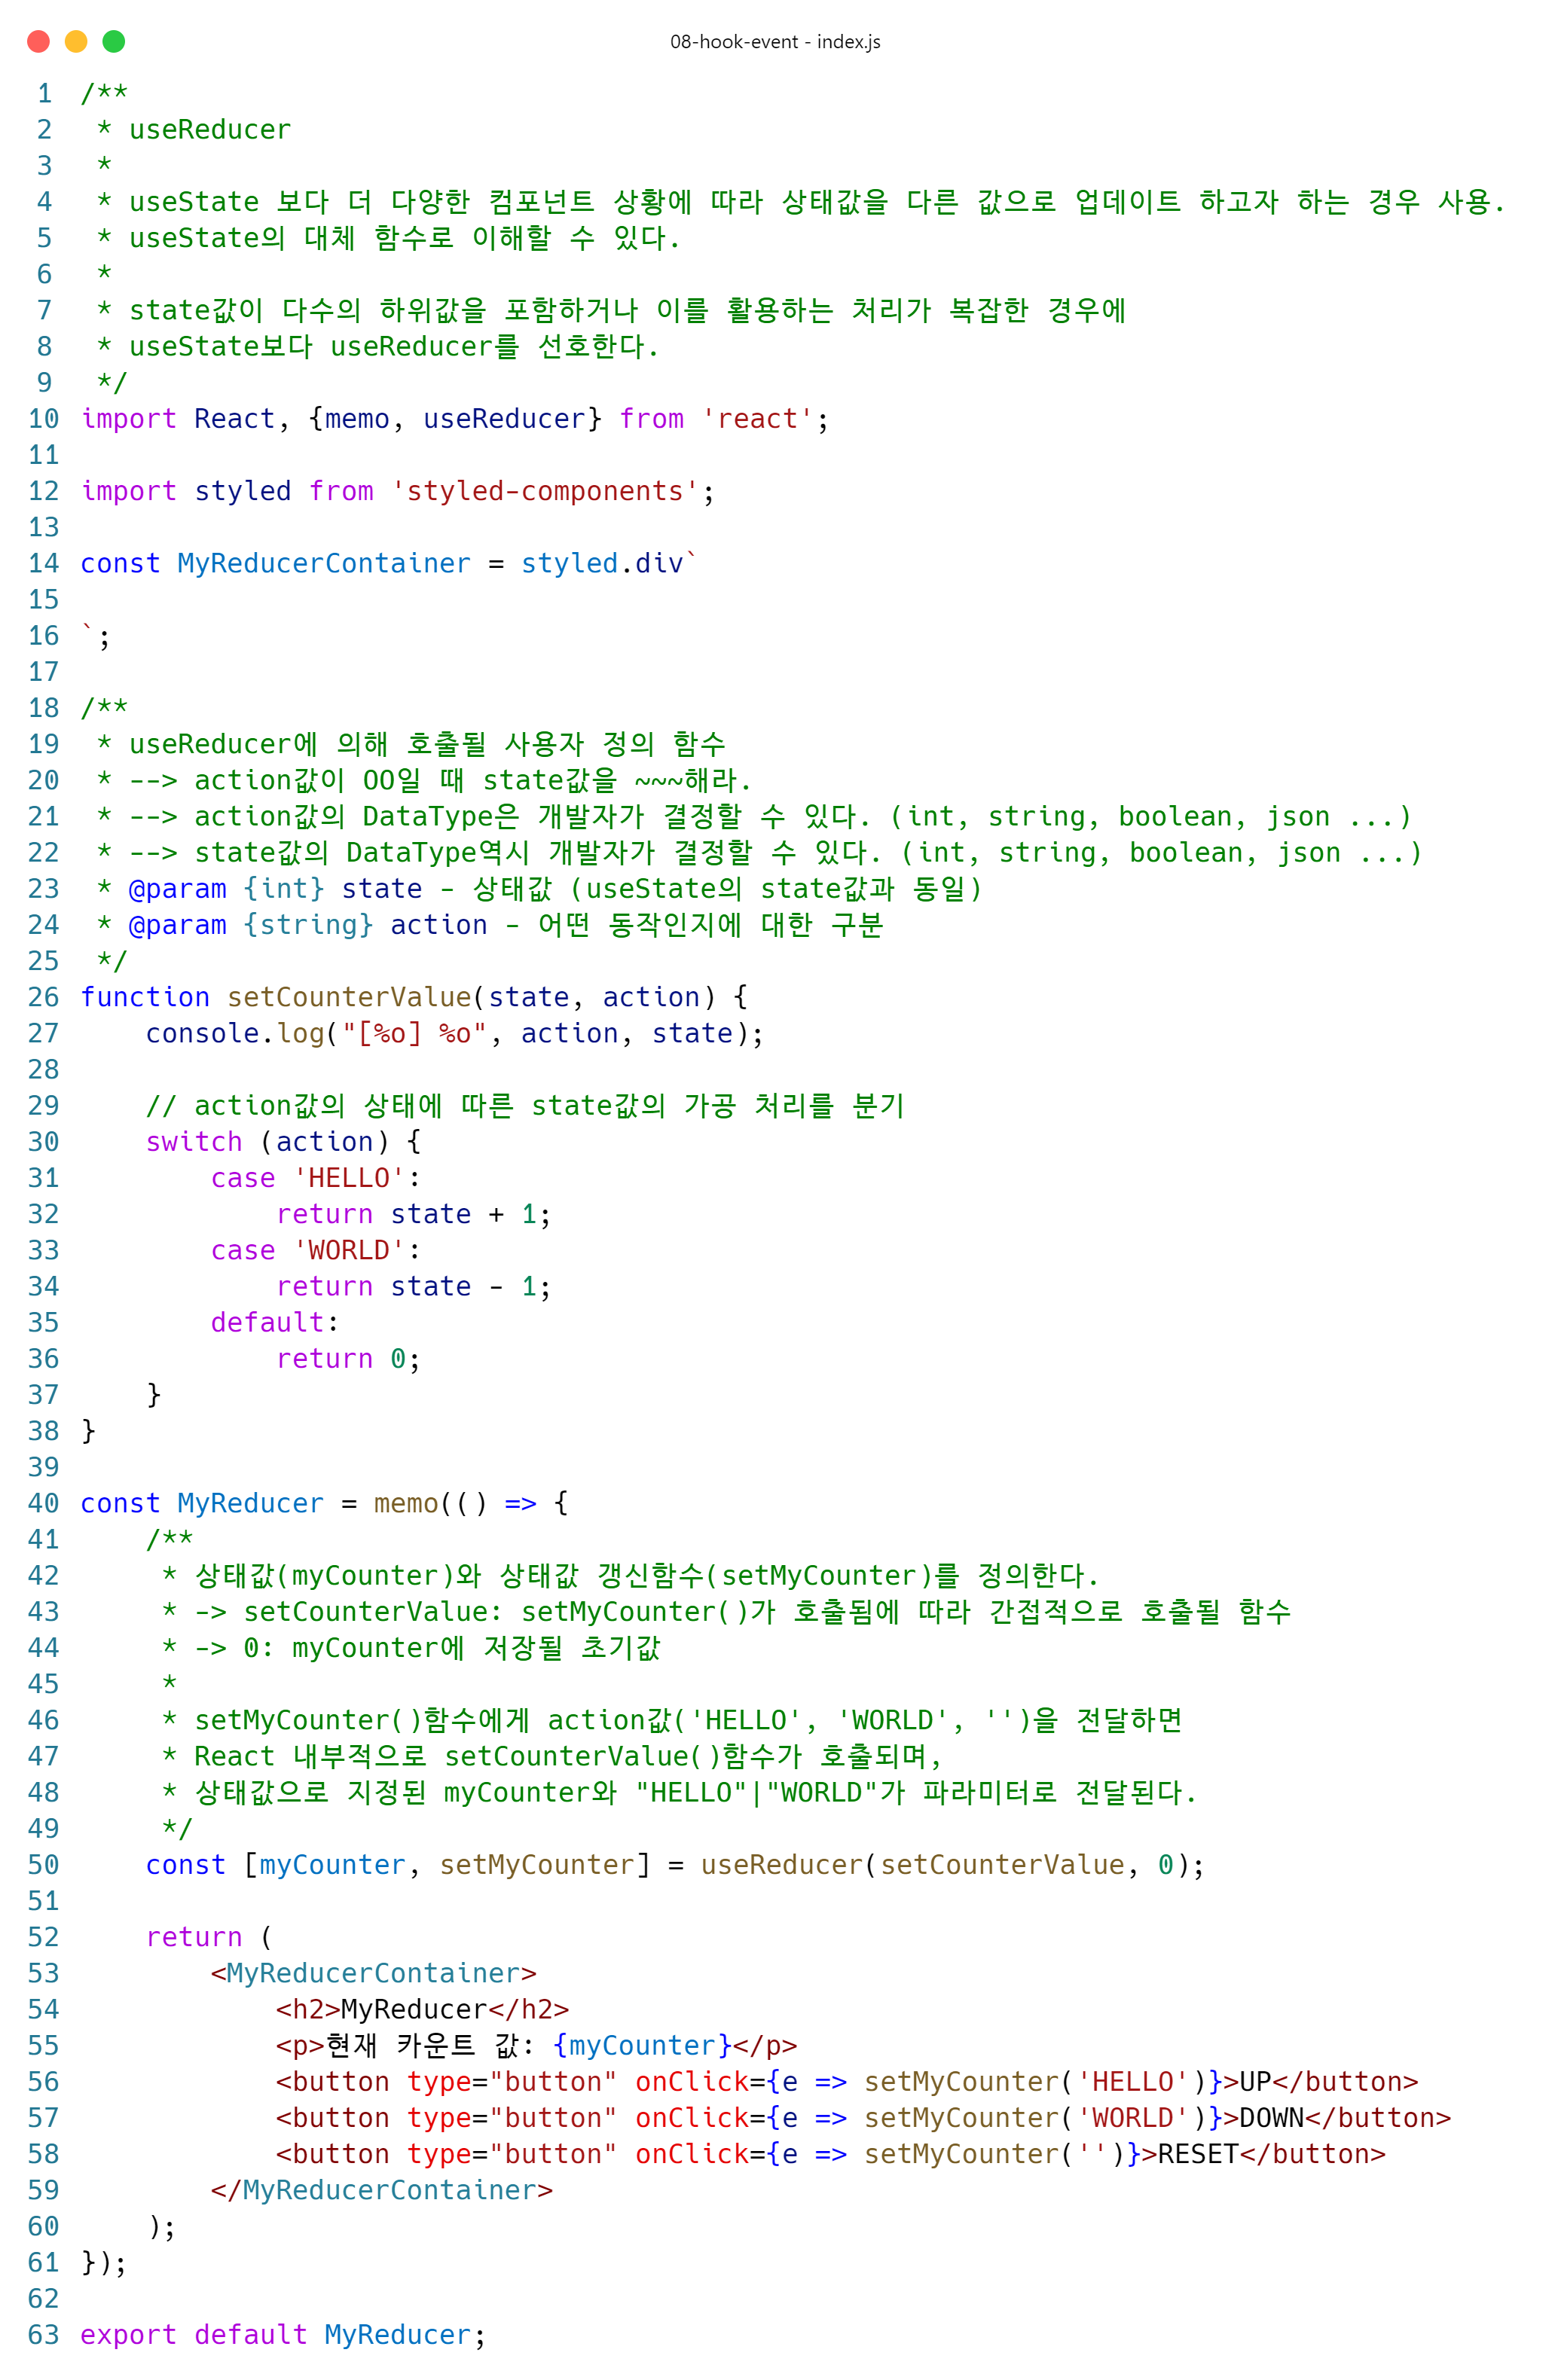 08-hook-event - index.js
1 /**
2  * useReducer
3  *
4  * useState 보다 더 다양한 컴포넌트 상황에 따라 상태값을 다른 값으로 업데이트 하고자 하는 경우 사용.
5  * useState의 대체 함수로 이해할 수 있다.
6  *
7  * state값이 다수의 하위값을 포함하거나 이를 활용하는 처리가 복잡한 경우에
8  * useState보다 useReducer를 선호한다.
9  */
10 import React, {memo, useReducer} from 'react';
11
12 import styled from 'styled-components';
13
14 const MyReducerContainer = styled.div`
15
16 `;
17
18 /**
19  * useReducer에 의해 호출될 사용자 정의 함수
20  * --> action값이 OO일 때 state값을 ~~~해라.
21  * --> action값의 DataType은 개발자가 결정할 수 있다. (int, string, boolean, json ...)
22  * --> state값의 DataType역시 개발자가 결정할 수 있다. (int, string, boolean, json ...)
23  * @param {int} state - 상태값 (useState의 state값과 동일)
24  * @param {string} action - 어떤 동작인지에 대한 구분
25  */
26 function setCounterValue(state, action) {
27     console.log("[%o] %o", action, state);
28
29     // action값의 상태에 따른 state값의 가공 처리를 분기
30     switch (action) {
31         case 'HELLO':
32             return state + 1;
33         case 'WORLD':
34             return state - 1;
35         default:
36             return 0;
37     }
38 }
39
40 const MyReducer = memo(() => {
41     /**
42      * 상태값(myCounter)와 상태값 갱신함수(setMyCounter)를 정의한다.
43      * -> setCounterValue: setMyCounter()가 호출됨에 따라 간접적으로 호출될 함수
44      * -> 0: myCounter에 저장될 초기값
45      *
46      * setMyCounter()함수에게 action값('HELLO', 'WORLD', '')을 전달하면
47      * React 내부적으로 setCounterValue()함수가 호출되며,
48      * 상태값으로 지정된 myCounter와 "HELLO"|"WORLD"가 파라미터로 전달된다.
49      */
50     const [myCounter, setMyCounter] = useReducer(setCounterValue, 0);
51
52     return (
53         <MyReducerContainer>
54             <h2>MyReducer</h2>
55             <p>현재 카운트 값: {myCounter}</p>
56             <button type="button" onClick={e => setMyCounter('HELLO')}>UP</button>
57             <button type="button" onClick={e => setMyCounter('WORLD')}>DOWN</button>
58             <button type="button" onClick={e => setMyCounter('')}>RESET</button>
59         </MyReducerContainer>
60     );
61 });
62
63 export default MyReducer;